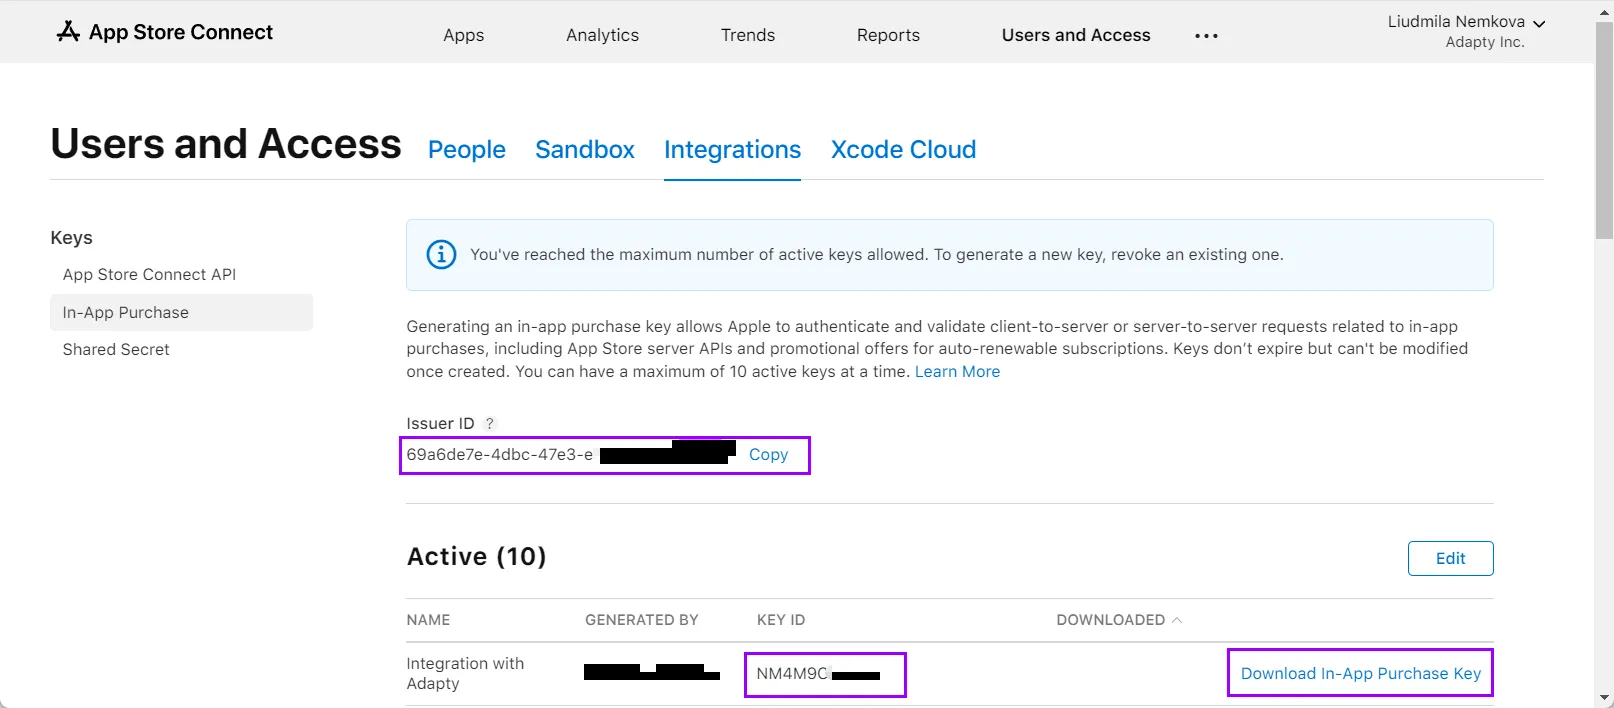 App Store Connect
Apps
Analytics
Trends
Reports
Users and Access
Liudmila Nemkova
Adapty Inc.
Users and Access
People
Sandbox
Integrations
Xcode Cloud
Keys
App Store Connect API
In-App Purchase
Shared Secret
You've reached the maximum number of active keys allowed. To generate a new key, revoke an existing one.
Generating an in-app purchase key allows Apple to authenticate and validate client-to-server or server-to-server requests related to in-app
purchases, including App Store server APIs and promotional offers for auto-renewable subscriptions. Keys don’t expire but can't be modified
once created. You can have a maximum of 10 active keys at a time. Learn More
Issuer ID ?
69a6de7e-4dbc-47e3-e Copy
Active (10)
Edit
NAME GENERATED BY KEY ID DOWNLOADED
Integration with
Adapty
NM4M9C
Download In-App Purchase Key